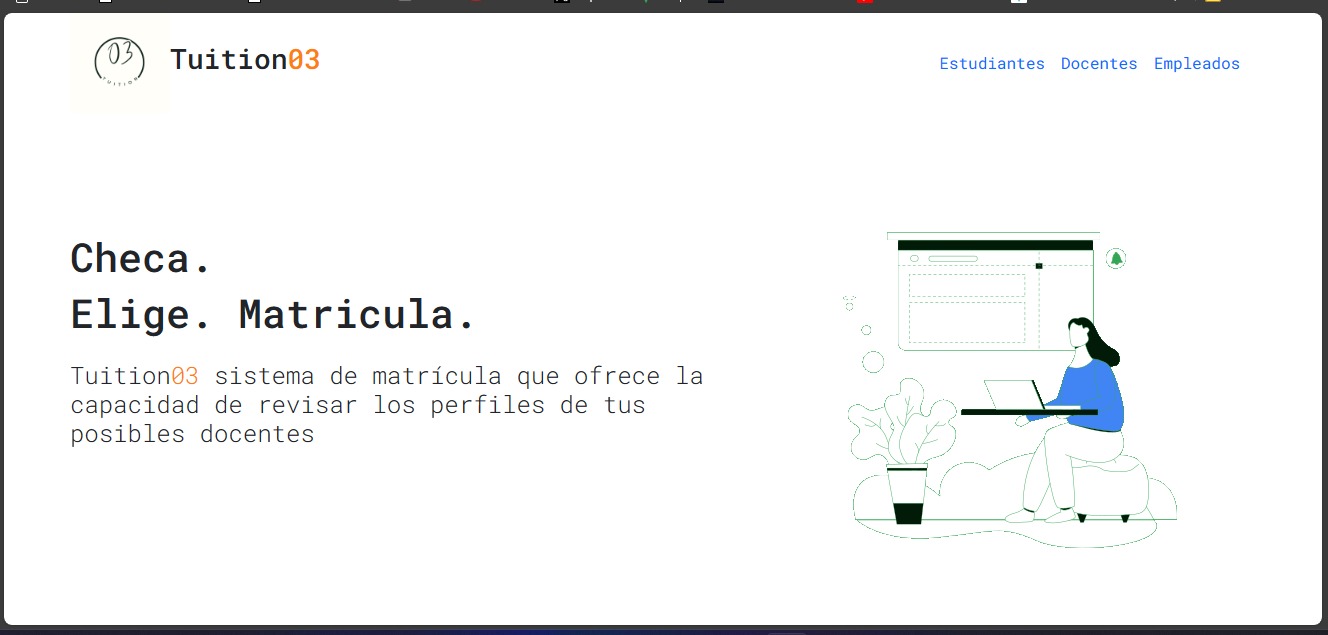 03
TUITION
Tuition03
Estudiantes Docentes Empleados
Checa.
Elige. Matricula.
Tuition03 sistema de matrícula que ofrece la
capacidad de revisar los perfiles de tus
posibles docentes